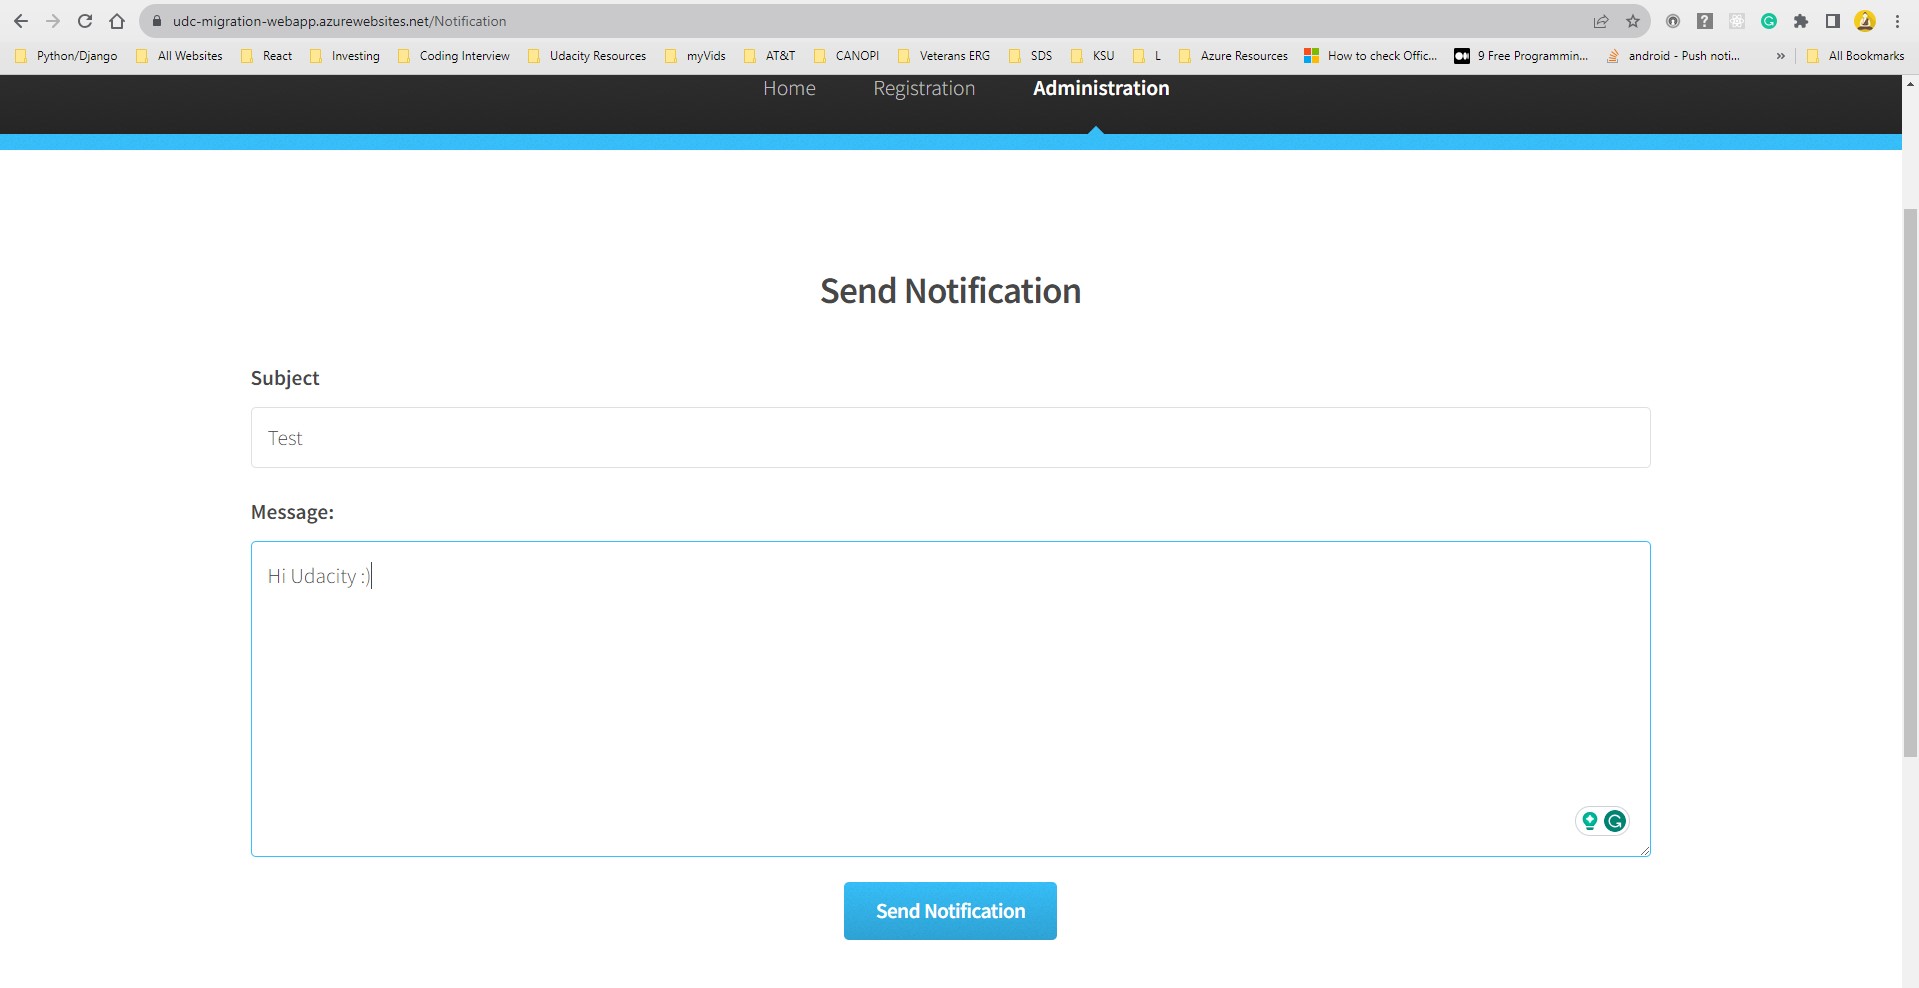 udc-migration-webapp.azurewebsites.net/Notification
Python/Django All Websites React Investing Coding Interview Udacity Resources myVids AT&T CANOPI Veterans ERG SDS KSU L Azure Resources How to check Offic... 9 Free Programmin... android - Push noti... » All Bookmarks
Home Registration Administration
Send Notification
Subject
Test
Message:
Hi Udacity :)
Send Notification